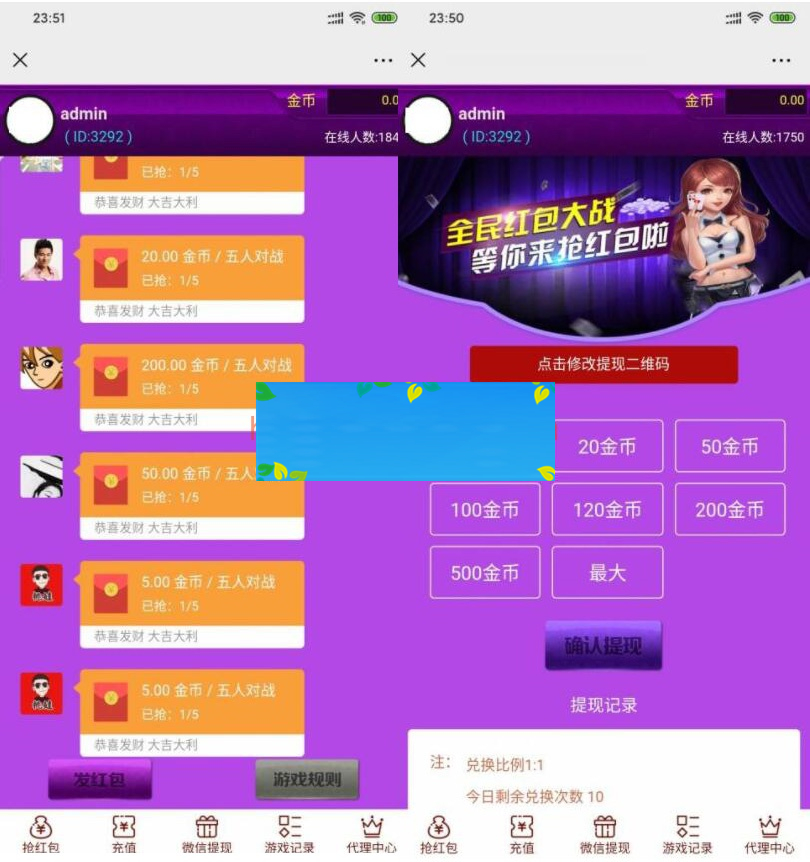 23:51
100
admin
金币
0.0
( ID:3292 )
在线人数:184
已抢: 1/5
恭喜发财 大吉大利
20.00 金币 / 五人对战
已抢: 1/5
恭喜发财 大吉大利
200.00 金币 / 五人对战
已抢: 1/5
恭喜发财 大吉大利
50.00 金币 / 五人
已抢: 1/5
恭喜发财 大吉大利
5.00 金币 / 五人对战
已抢: 1/5
恭喜发财 大吉大利
5.00 金币 / 五人对战
已抢: 1/5
恭喜发财 大吉大利
发红包 游戏规则
抢红包 充值 微信提现 游戏记录 代理中心
23:50
100
admin
金币
0.00
( ID:3292 )
在线人数:1750
全民红包大战
等你来抢红包啦
点击修改提现二维码
20金币 50金币
100金币 120金币 200金币
500金币 最大
确认提现
提现记录
注: 兑换比例1:1
今日剩余兑换次数 10
抢红包 充值 微信提现 游戏记录 代理中心